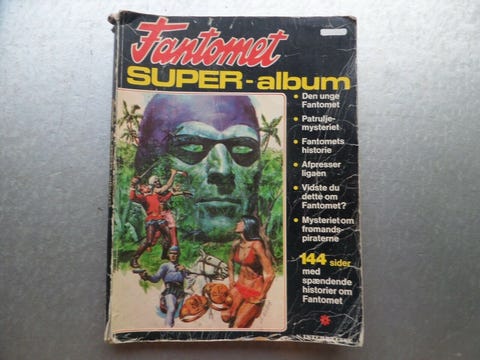 Fantomet
SUPER-album
• Den unge
Fantomet
• Patrulje-
mysteriet
• Fantomets
historie
• Afpresser
ligaen
• Vidste du
dette om
Fantomet?
• Mysteriet om
frømands-
piraterne
144 sider
med
spændende
historier om
Fantomet